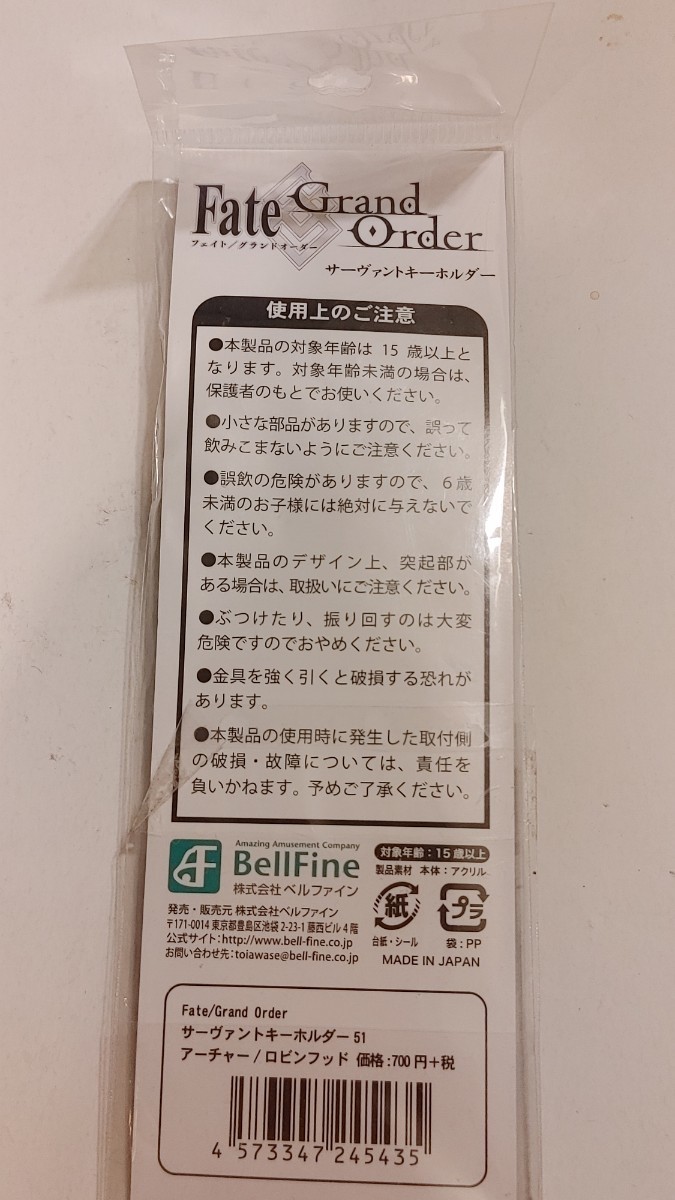 Fate Grand
Order
フェイト/グランドオーダー
サーヴァントキーホルダー
使用上のご注意
●本製品の対象年齢は 15 歳以上と
なります。対象年齢未満の場合は、
保護者のもとでお使いください。
●小さな部品がありますので、誤って
飲みこまないようにご注意ください。
●誤飲の危険がありますので、6歳
未満のお子様には絶対に与えないで
ください。
●本製品のデザイン上、突起部が
ある場合は、取扱いにご注意ください。
●ぶつけたり、振り回すのは大変
危険ですのでおやめください。
●金具を強く引くと破損する恐れが
あります。
●本製品の使用時に発生した取付側
の破損・故障については、責任を
負いかねます。予めご了承ください。
Amazing Amusement Company
BellFine
株式会社ベルファイン
対象年齢:15歳以上
製品素材 本体:アクリル
紙
プラ
台紙・シール
袋:PP
MADE IN JAPAN
発売・販売元 株式会社ベルファイン
〒171-0014 東京都豊島区池袋 2-23-1 藤西ビル 4 階
公式サイト:http://www.bell-fine.co.jp
お問い合わせ先:toiawase@bell-fine.co.jp
Fate/Grand Order
サーヴァントキーホルダー 51
アーチャー/ロビンフッド 価格:700円+税
4 573347 245435